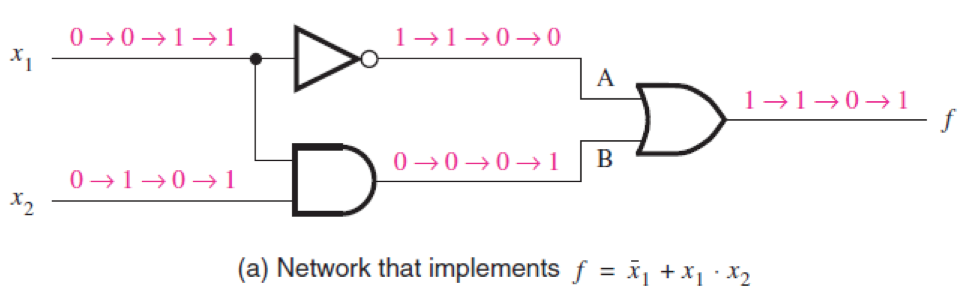 0 → 0 → 1 → 1
1 → 1 → 0 → 0
x₁
A
1 → 1 → 0 → 1
f
0 → 1 → 0 → 1
0 → 0 → 0 → 1
B
x₂
(a) Network that implements f = x̄₁ + x₁ · x₂